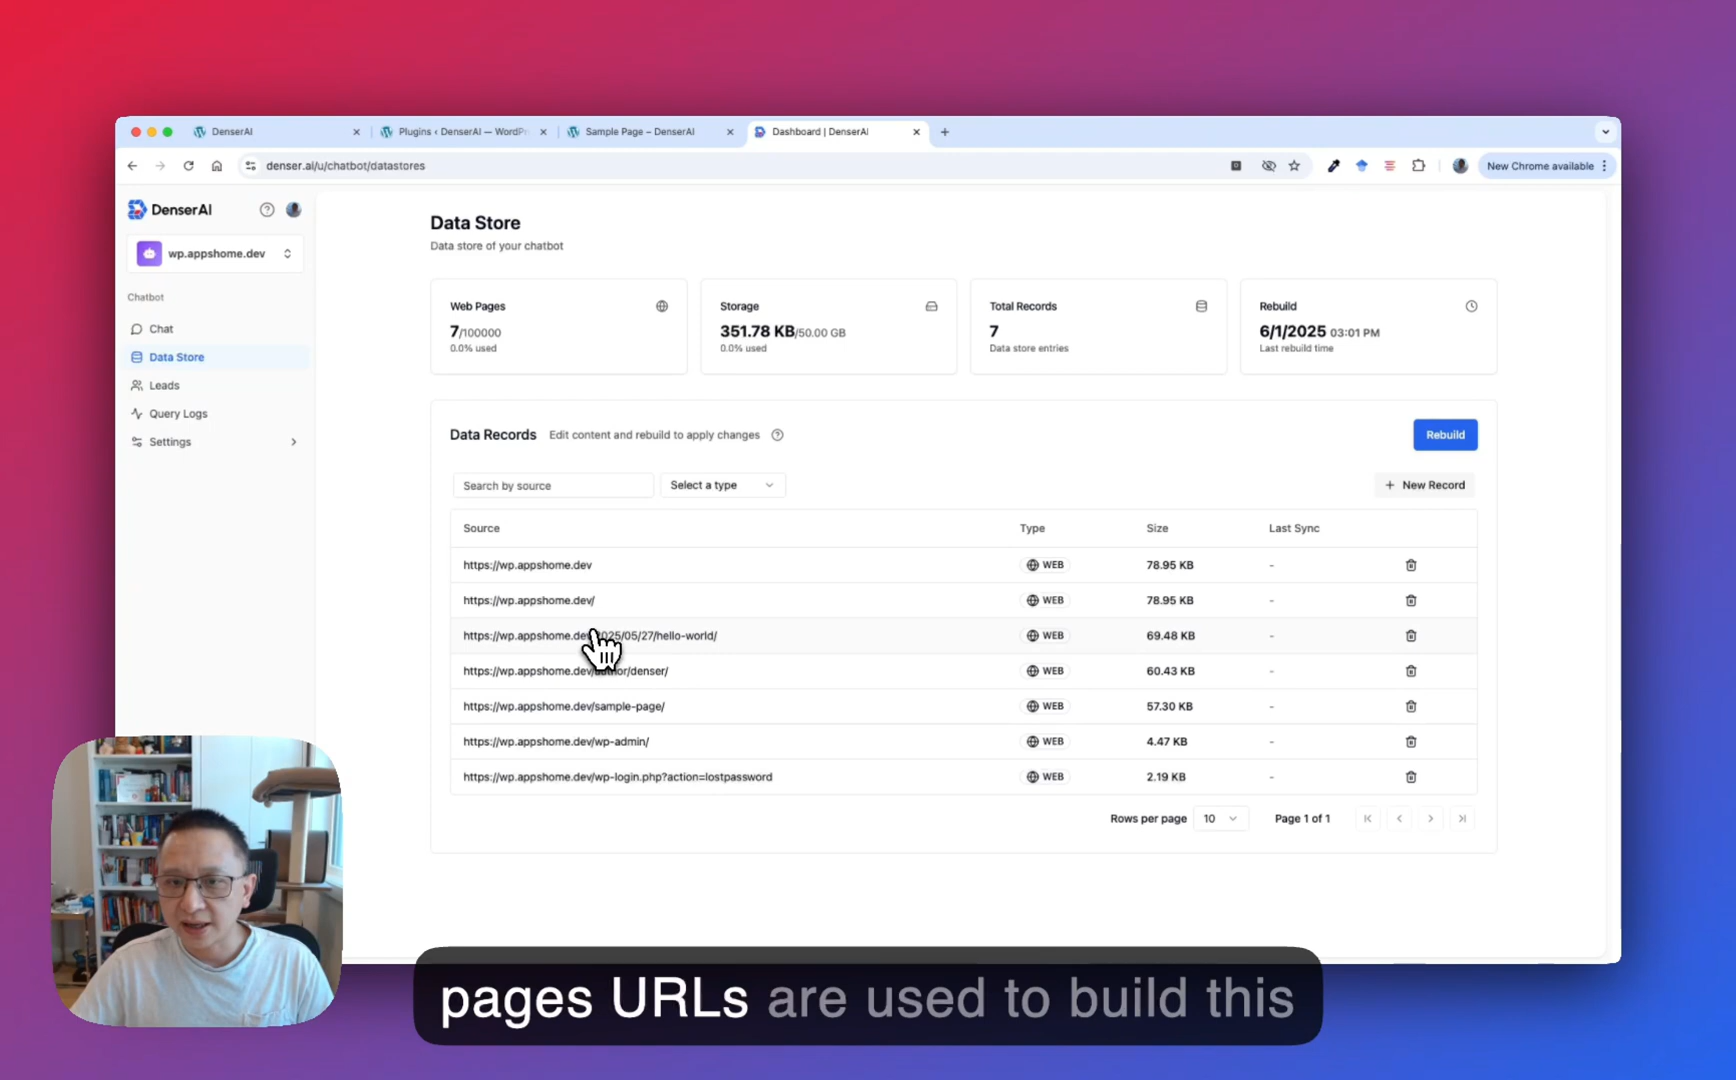 DenserAI
Plugins ‹ DenserAI — WordPr
Sample Page – DenserAI
Dashboard | DenserAI
denser.ai/u/chatbot/datastores
New Chrome available
DenserAI
wp.appshome.dev
Chatbot
Chat
Data Store
Leads
Query Logs
Settings
Data Store
Data store of your chatbot
Web Pages
7/100000
0.0% used
Storage
351.78 KB/50.00 GB
0.0% used
Total Records
7
Data store entries
Rebuild
6/1/2025 03:01 PM
Last rebuild time
Data Records Edit content and rebuild to apply changes
Rebuild
Search by source
Select a type
+ New Record
Source Type Size Last Sync
https://wp.appshome.dev WEB 78.95 KB -
https://wp.appshome.dev/ WEB 78.95 KB -
https://wp.appshome.dev/2025/05/27/hello-world/ WEB 69.48 KB -
https://wp.appshome.dev/author/denser/ WEB 60.43 KB -
https://wp.appshome.dev/sample-page/ WEB 57.30 KB -
https://wp.appshome.dev/wp-admin/ WEB 4.47 KB -
https://wp.appshome.dev/wp-login.php?action=lostpassword WEB 2.19 KB -
Rows per page 10 Page 1 of 1
pages URLs are used to build this